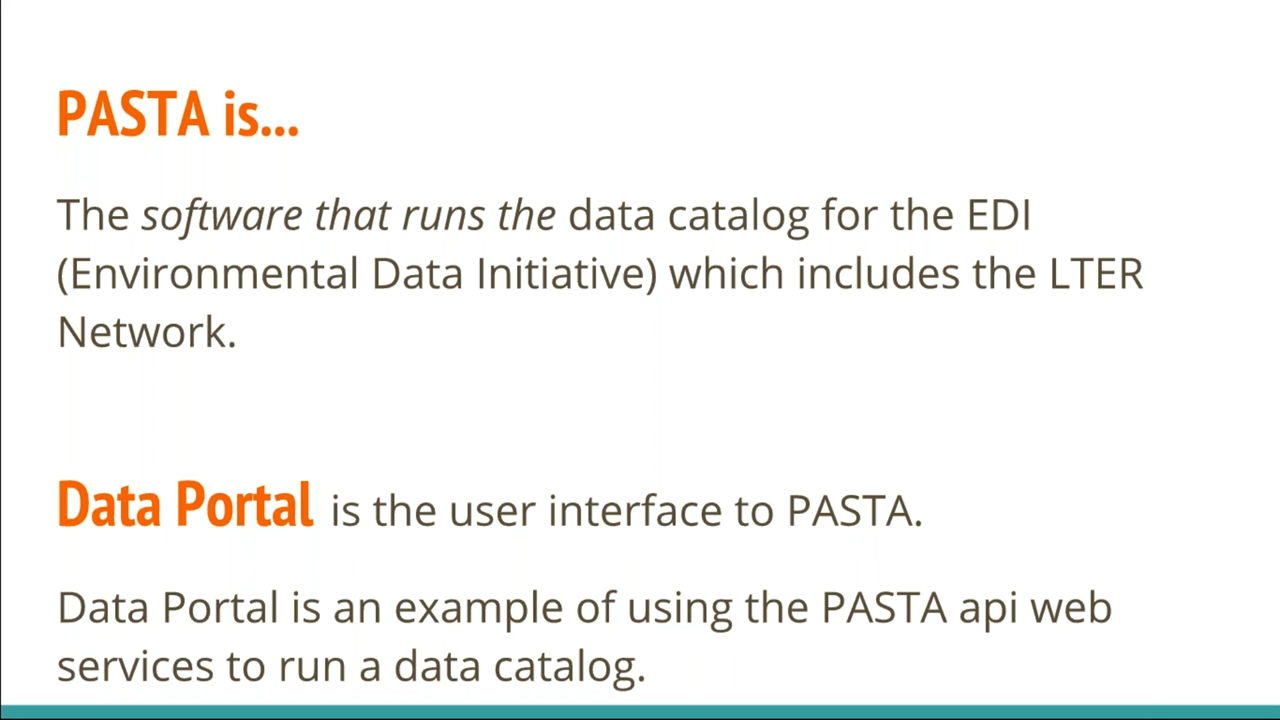 PASTA is...
The software that runs the data catalog for the EDI
(Environmental Data Initiative) which includes the LTER
Network.
Data Portal is the user interface to PASTA.
Data Portal is an example of using the PASTA api web
services to run a data catalog.